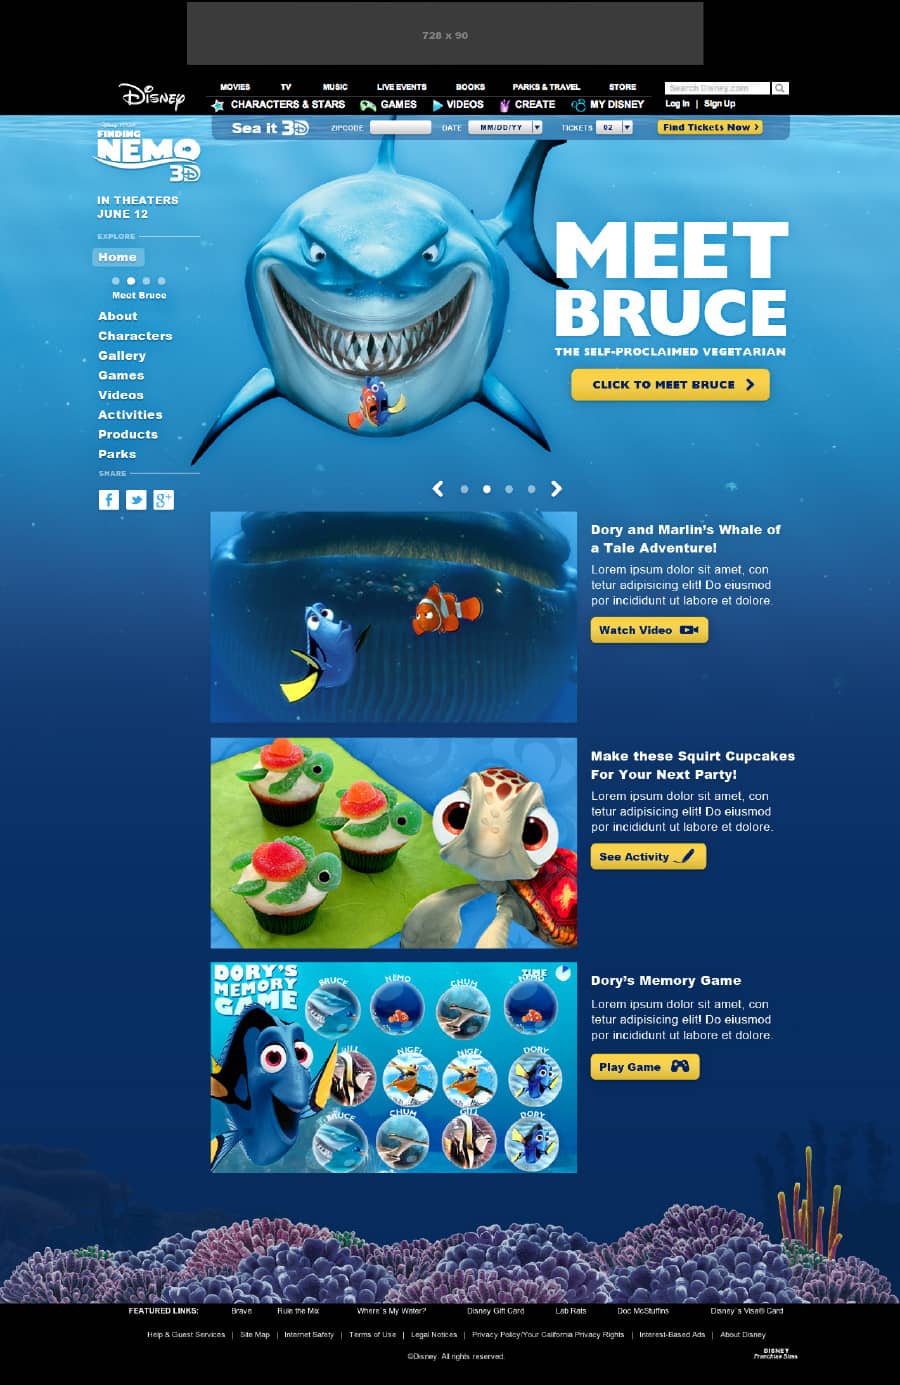 728 x 90
Disney
MOVIES TV MUSIC LIVE EVENTS BOOKS PARKS & TRAVEL STORE
Search Disney.com
CHARACTERS & STARS GAMES VIDEOS CREATE MY DISNEY
Log In | Sign Up
Sea it 3D ZIPCODE DATE MM/DD/YY TICKETS 02 Find Tickets Now
DISNEY PIXAR
FINDING
NEMO
3D
IN THEATERS
JUNE 12
EXPLORE
Home
Meet Bruce
About
Characters
Gallery
Games
Videos
Activities
Products
Parks
SHARE
f g+
MEET
BRUCE
THE SELF-PROCLAIMED VEGETARIAN
CLICK TO MEET BRUCE
Dory and Marlin's Whale of
a Tale Adventure!
Lorem ipsum dolor sit amet, con
tetur adipisicing elit! Do eiusmod
por incididunt ut labore et dolore.
Watch Video
Make these Squirt Cupcakes
For Your Next Party!
Lorem ipsum dolor sit amet, con
tetur adipisicing elit! Do eiusmod
por incididunt ut labore et dolore.
See Activity
DORY'S
MEMORY
GAME
TIME
BRUCE NEMO CHUM NEMO
GILL NIGEL NIGEL DORY
BRUCE CHUM GILL DORY
Dory's Memory Game
Lorem ipsum dolor sit amet, con
tetur adipisicing elit! Do eiusmod
por incididunt ut labore et dolore.
Play Game
FEATURED LINKS: Brave Rule the Mix Where's My Water? Disney Gift Card Lab Rats Doc McStuffins Disney's Visa® Card
Help & Guest Services | Site Map | Internet Safety | Terms of Use | Legal Notices | Privacy Policy/Your California Privacy Rights | Interest-Based Ads | About Disney
©Disney. All rights reserved.
DISNEY
Franchise Sites